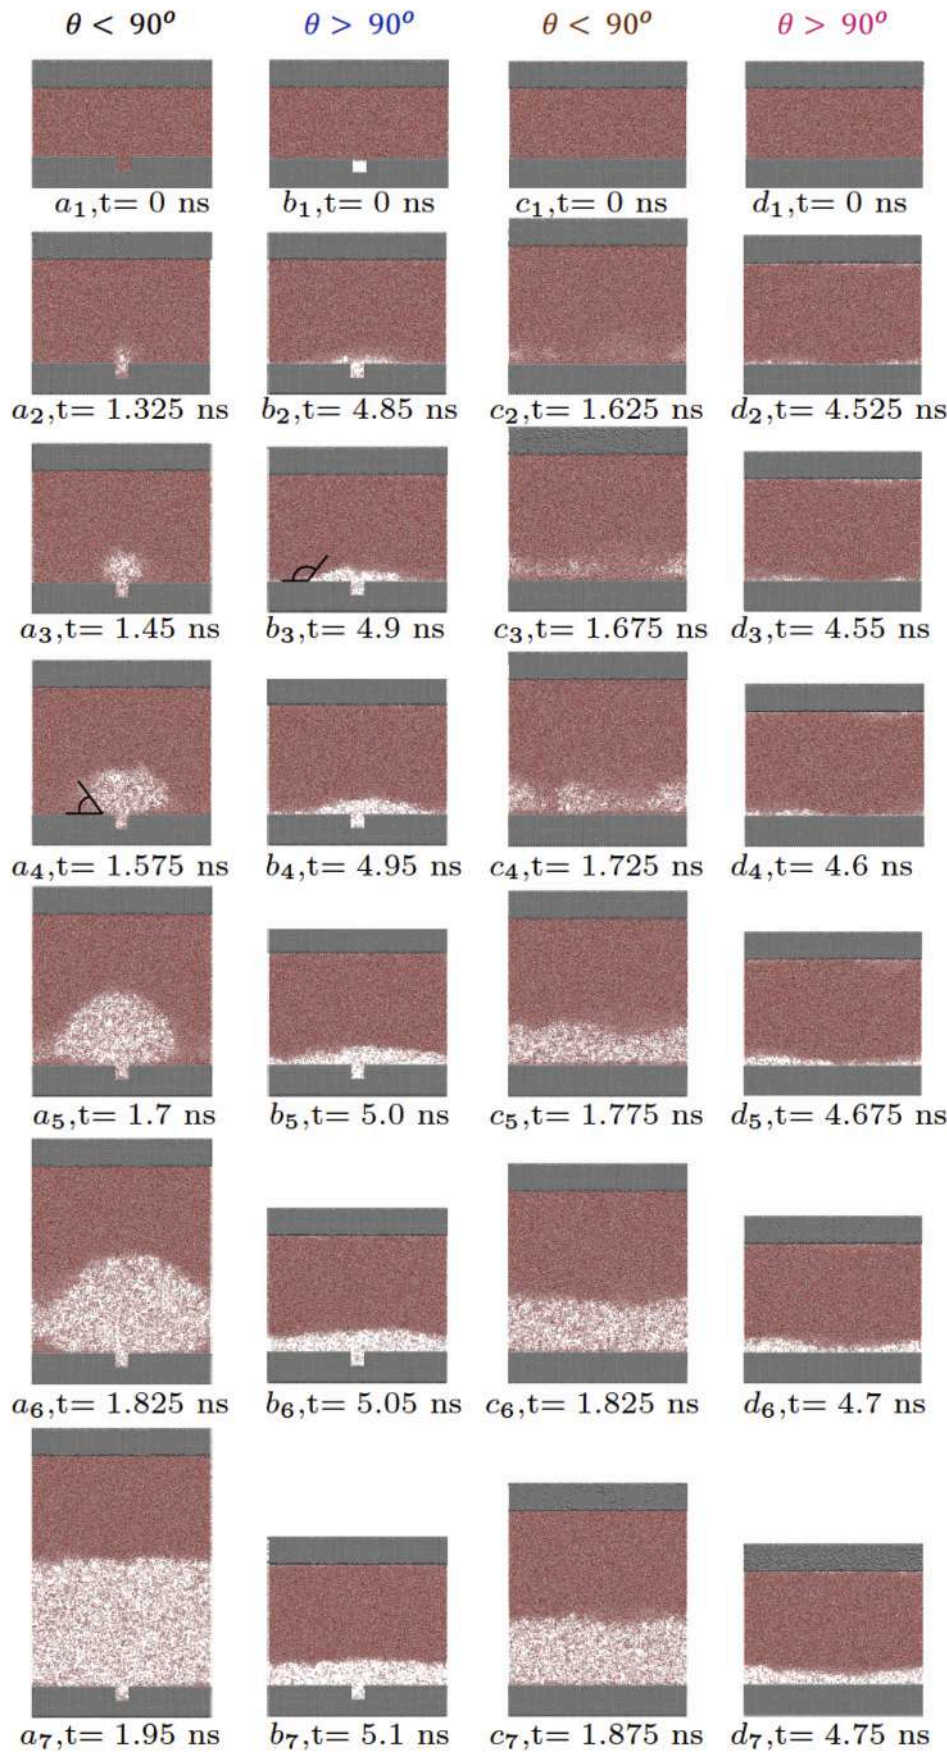 θ < 90º θ > 90º θ < 90º θ > 90º
a₁,t= 0 ns b₁,t= 0 ns c₁,t= 0 ns d₁,t= 0 ns
a₂,t= 1.325 ns b₂,t= 4.85 ns c₂,t= 1.625 ns d₂,t= 4.525 ns
a₃,t= 1.45 ns b₃,t= 4.9 ns c₃,t= 1.675 ns d₃,t= 4.55 ns
a₄,t= 1.575 ns b₄,t= 4.95 ns c₄,t= 1.725 ns d₄,t= 4.6 ns
a₅,t= 1.7 ns b₅,t= 5.0 ns c₅,t= 1.775 ns d₅,t= 4.675 ns
a₆,t= 1.825 ns b₆,t= 5.05 ns c₆,t= 1.825 ns d₆,t= 4.7 ns
a₇,t= 1.95 ns b₇,t= 5.1 ns c₇,t= 1.875 ns d₇,t= 4.75 ns